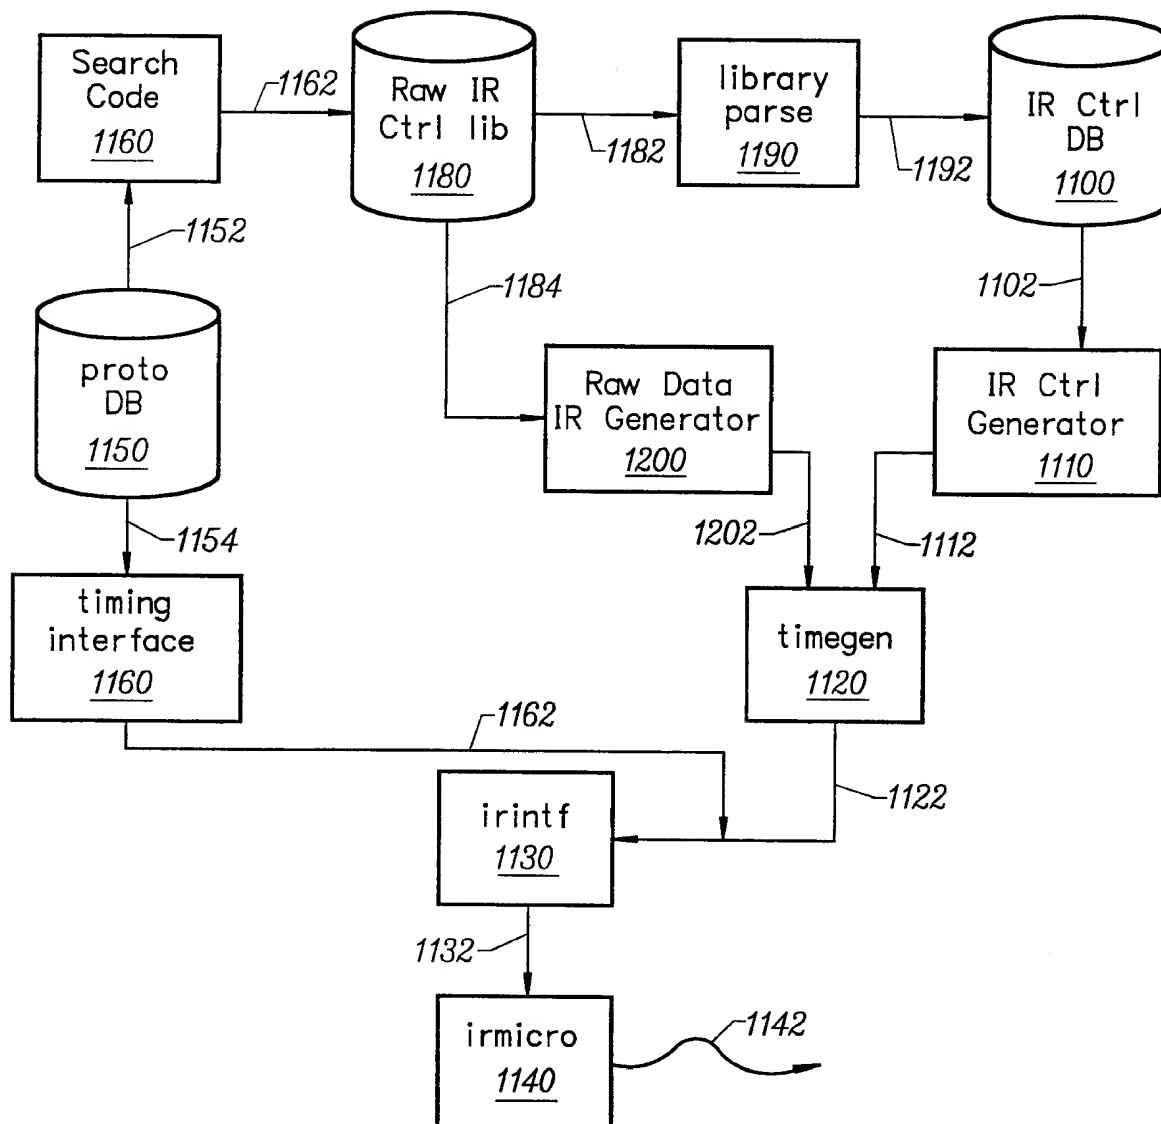 Search
Code
1160
1162
Raw IR
Ctrl lib
1180
1182
library
parse
1190
1192
IR Ctrl
DB
1100
1152
1184
1102
proto
DB
1150
Raw Data
IR Generator
1200
IR Ctrl
Generator
1110
1154
1202
1112
timing
interface
1160
timegen
1120
1162
1122
irintf
1130
1132
irmicro
1140
1142